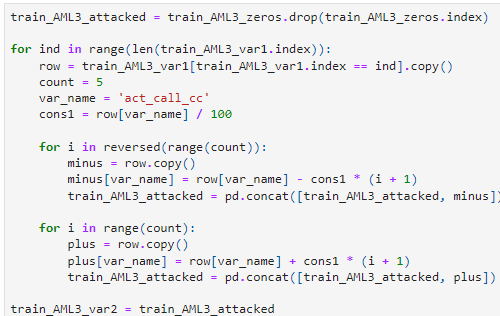 train_AML3_attacked = train_AML3_zeros.drop(train_AML3_zeros.index)
for ind in range(len(train_AML3_var1.index)):
    row = train_AML3_var1[train_AML3_var1.index == ind].copy()
    count = 5
    var_name = 'act_call_cc'
    cons1 = row[var_name] / 100
    for i in reversed(range(count)):
        minus = row.copy()
        minus[var_name] = row[var_name] - cons1 * (i + 1)
        train_AML3_attacked = pd.concat([train_AML3_attacked, minus])
    for i in range(count):
        plus = row.copy()
        plus[var_name] = row[var_name] + cons1 * (i + 1)
        train_AML3_attacked = pd.concat([train_AML3_attacked, plus])
train_AML3_var2 = train_AML3_attacked